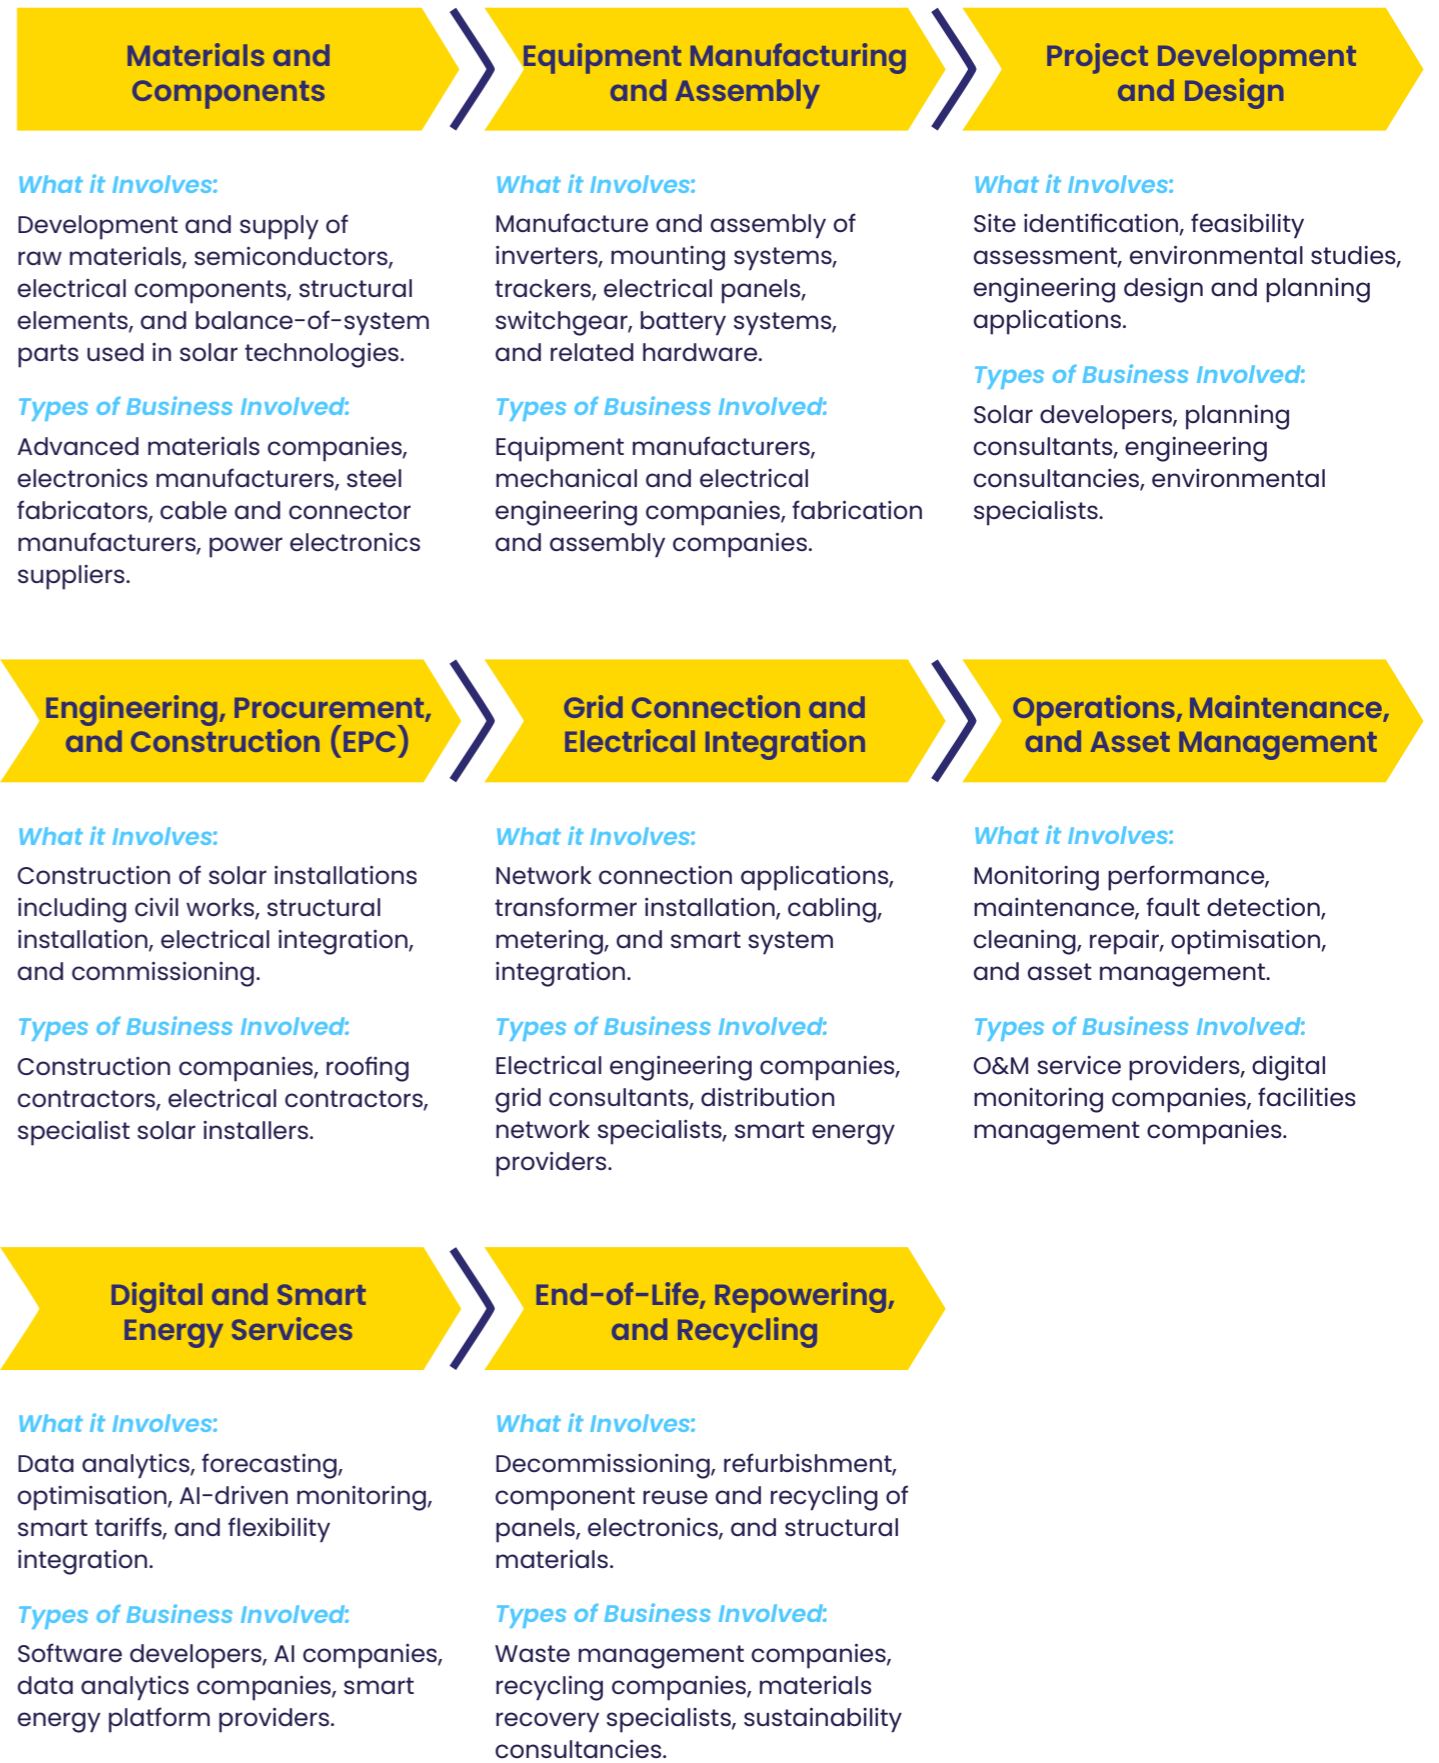 Materials and
Components
What it Involves:
Development and supply of
raw materials, semiconductors,
electrical components, structural
elements, and balance-of-system
parts used in solar technologies.
Types of Business Involved:
Advanced materials companies,
electronics manufacturers, steel
fabricators, cable and connector
manufacturers, power electronics
suppliers.
Equipment Manufacturing
and Assembly
What it Involves:
Manufacture and assembly of
inverters, mounting systems,
trackers, electrical panels,
switchgear, battery systems,
and related hardware.
Types of Business Involved:
Equipment manufacturers,
mechanical and electrical
engineering companies, fabrication
and assembly companies.
Project Development
and Design
What it Involves:
Site identification, feasibility
assessment, environmental studies,
engineering design and planning
applications.
Types of Business Involved:
Solar developers, planning
consultants, engineering
consultancies, environmental
specialists.
Engineering, Procurement,
and Construction (EPC)
What it Involves:
Construction of solar installations
including civil works, structural
installation, electrical integration,
and commissioning.
Types of Business Involved:
Construction companies, roofing
contractors, electrical contractors,
specialist solar installers.
Grid Connection and
Electrical Integration
What it Involves:
Network connection applications,
transformer installation, cabling,
metering, and smart system
integration.
Types of Business Involved:
Electrical engineering companies,
grid consultants, distribution
network specialists, smart energy
providers.
Operations, Maintenance,
and Asset Management
What it Involves:
Monitoring performance,
maintenance, fault detection,
cleaning, repair, optimisation,
and asset management.
Types of Business Involved:
O&M service providers, digital
monitoring companies, facilities
management companies.
Digital and Smart
Energy Services
What it Involves:
Data analytics, forecasting,
optimisation, AI-driven monitoring,
smart tariffs, and flexibility
integration.
Types of Business Involved:
Software developers, AI companies,
data analytics companies, smart
energy platform providers.
End-of-Life, Repowering,
and Recycling
What it Involves:
Decommissioning, refurbishment,
component reuse and recycling of
panels, electronics, and structural
materials.
Types of Business Involved:
Waste management companies,
recycling companies, materials
recovery specialists, sustainability
consultancies.